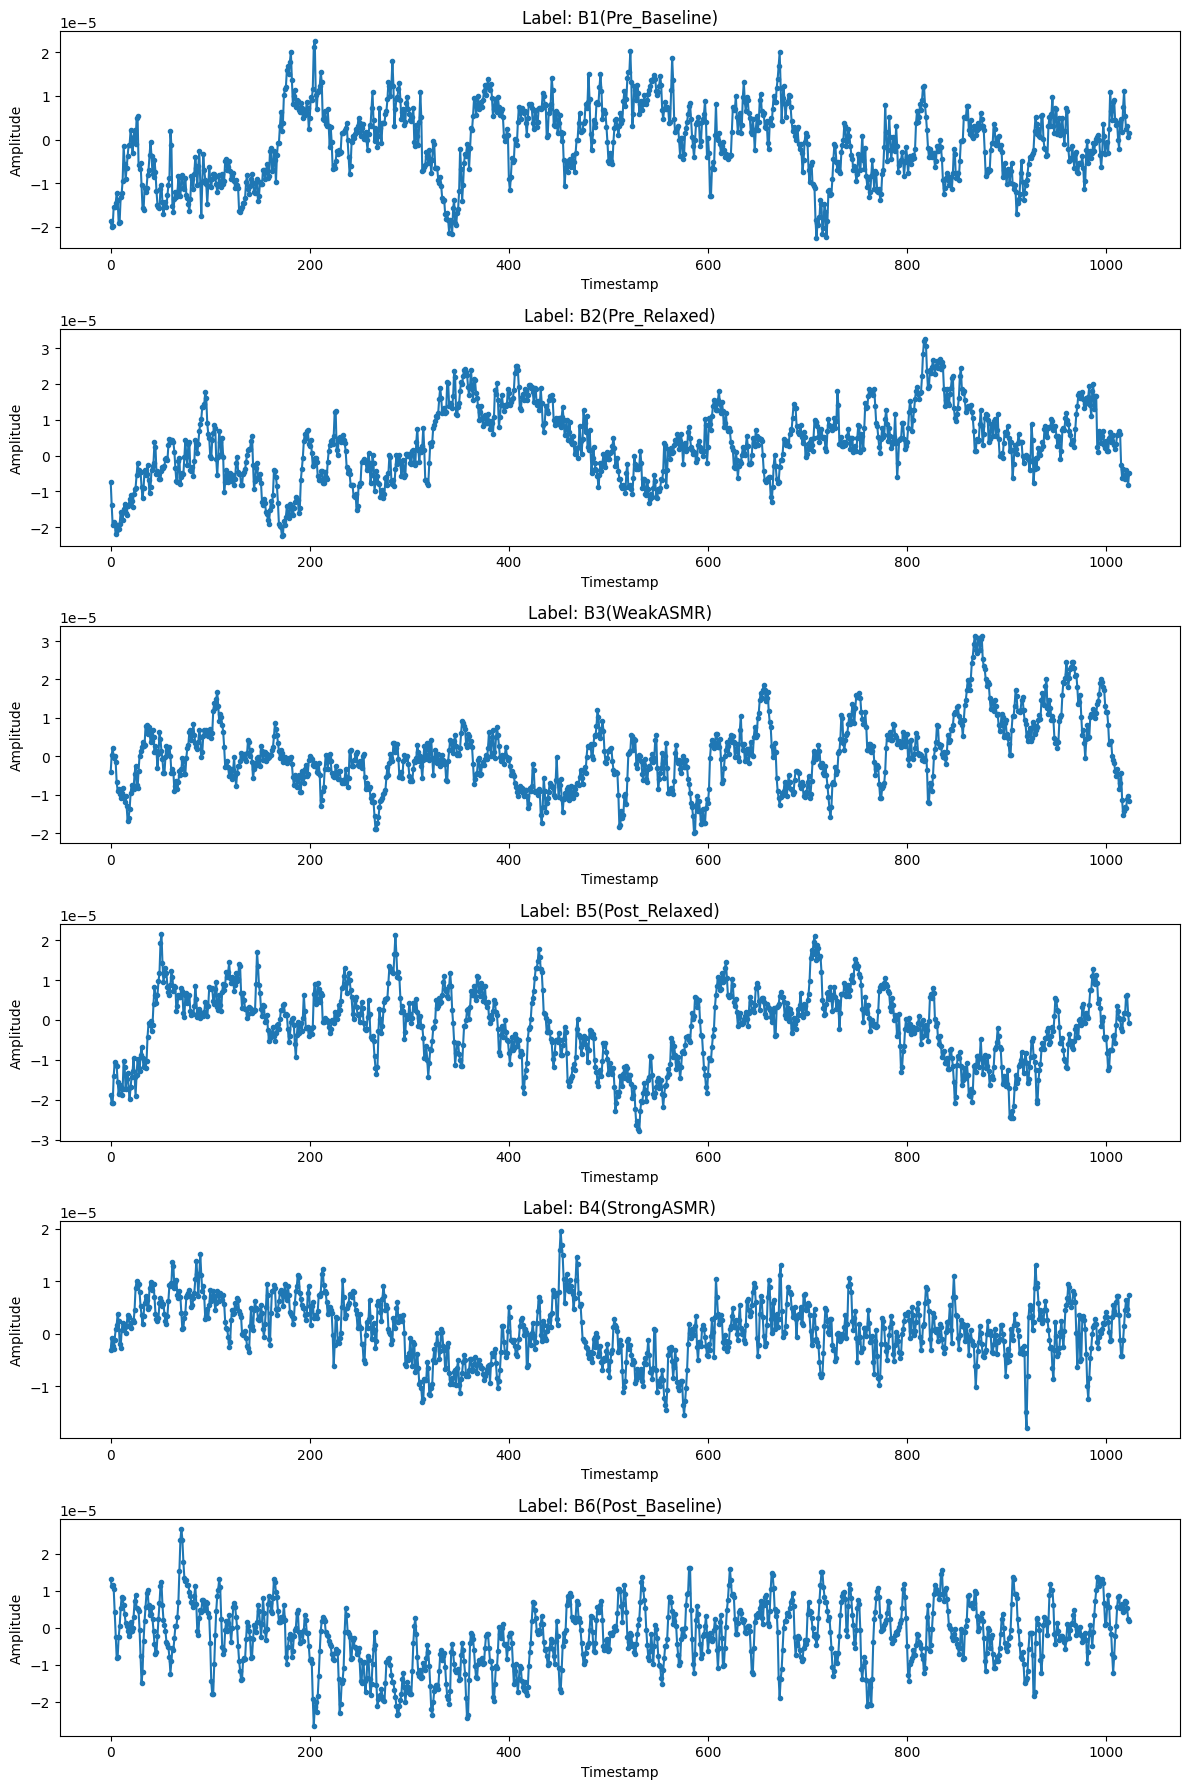 Label: B1(Pre_Baseline)
1e−5
2
1
0
−1
−2
Amplitude
0 200 400 600 800 1000
Timestamp
Label: B2(Pre_Relaxed)
1e−5
3
2
1
0
−1
−2
Amplitude
0 200 400 600 800 1000
Timestamp
Label: B3(WeakASMR)
1e−5
3
2
1
0
−1
−2
Amplitude
0 200 400 600 800 1000
Timestamp
Label: B5(Post_Relaxed)
1e−5
2
1
0
−1
−2
−3
Amplitude
0 200 400 600 800 1000
Timestamp
Label: B4(StrongASMR)
1e−5
2
1
0
−1
Amplitude
0 200 400 600 800 1000
Timestamp
Label: B6(Post_Baseline)
1e−5
2
1
0
−1
−2
Amplitude
0 200 400 600 800 1000
Timestamp